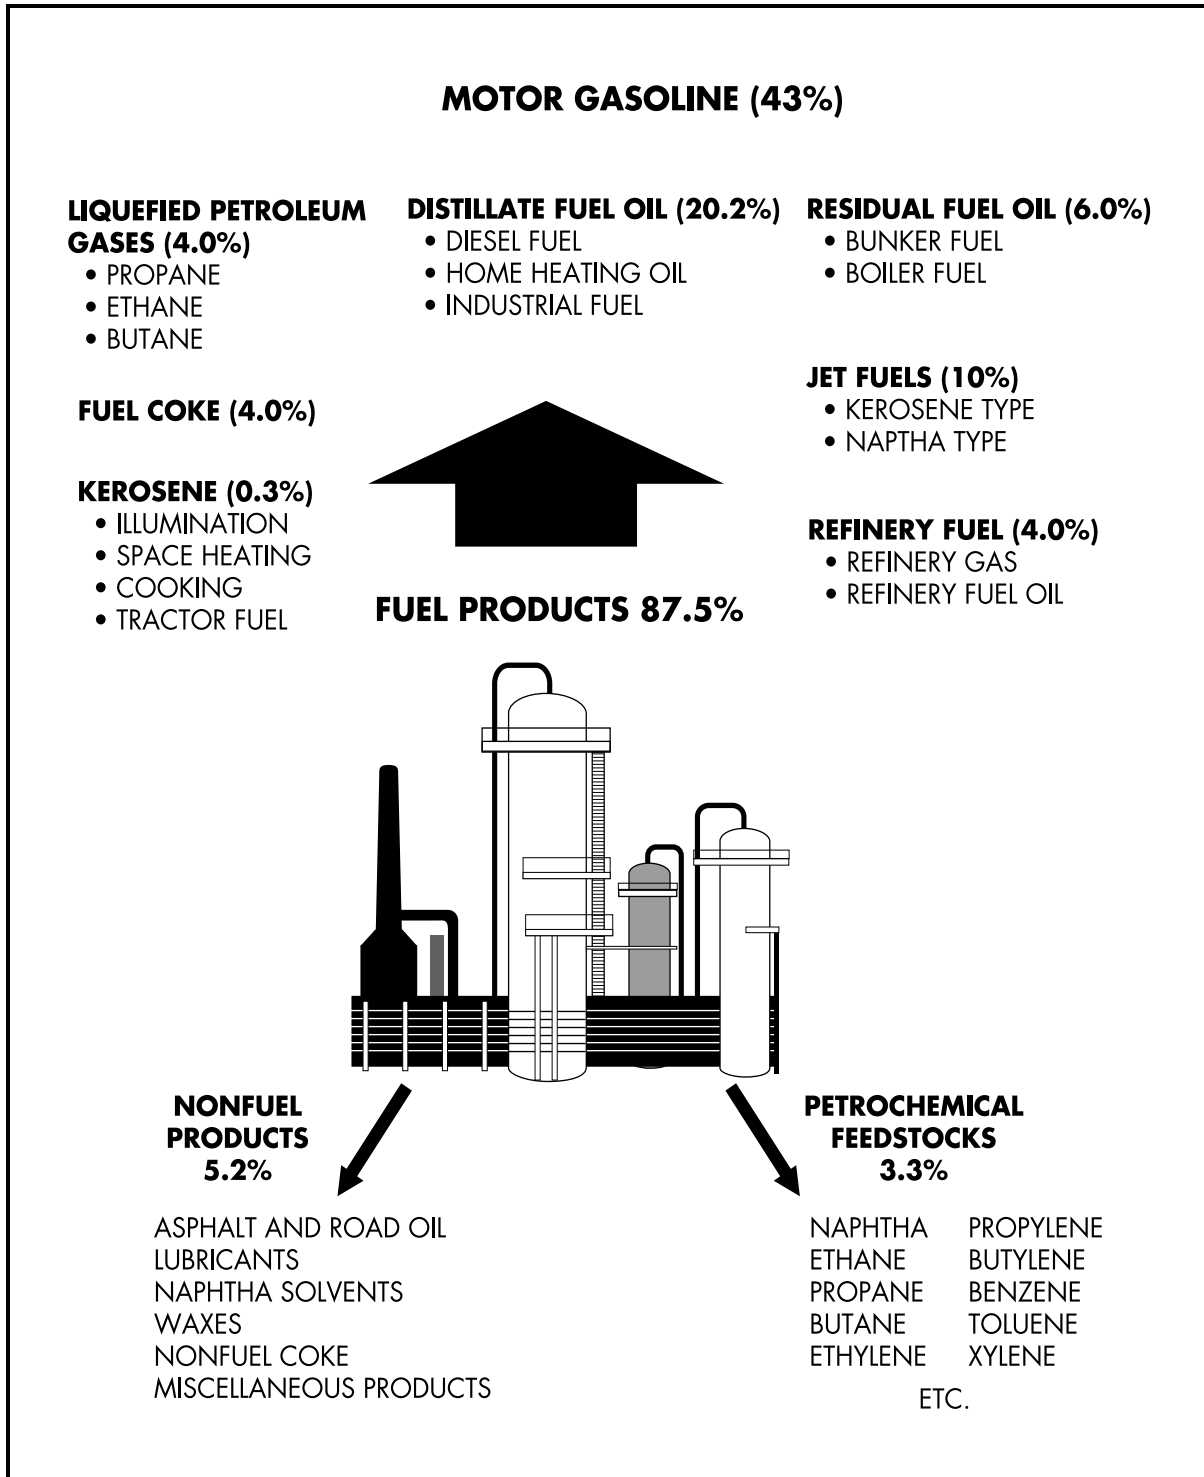 MOTOR GASOLINE (43%)
LIQUEFIED PETROLEUM
GASES (4.0%)
• PROPANE
• ETHANE
• BUTANE
DISTILLATE FUEL OIL (20.2%)
• DIESEL FUEL
• HOME HEATING OIL
• INDUSTRIAL FUEL
RESIDUAL FUEL OIL (6.0%)
• BUNKER FUEL
• BOILER FUEL
JET FUELS (10%)
• KEROSENE TYPE
• NAPTHA TYPE
FUEL COKE (4.0%)
KEROSENE (0.3%)
• ILLUMINATION
• SPACE HEATING
• COOKING
• TRACTOR FUEL
REFINERY FUEL (4.0%)
• REFINERY GAS
• REFINERY FUEL OIL
FUEL PRODUCTS 87.5%
NONFUEL
PRODUCTS
5.2%
ASPHALT AND ROAD OIL
LUBRICANTS
NAPHTHA SOLVENTS
WAXES
NONFUEL COKE
MISCELLANEOUS PRODUCTS
PETROCHEMICAL
FEEDSTOCKS
3.3%
NAPHTHA PROPYLENE
ETHANE BUTYLENE
PROPANE BENZENE
BUTANE TOLUENE
ETHYLENE XYLENE
ETC.